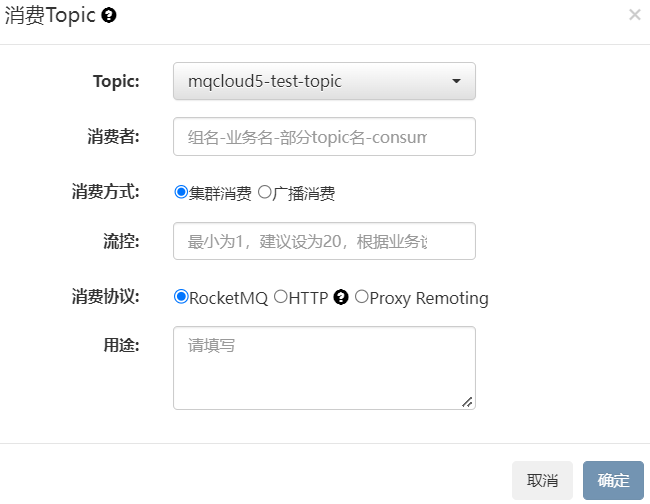 消费Topic
Topic: mqcloud5-test-topic
消费者: 组名-业务名-部分topic名-consum
消费方式: 集群消费 广播消费
流控: 最小为1，建议设为20，根据业务
消费协议: RocketMQ HTTP Proxy Remoting
用途: 请填写
取消 确定